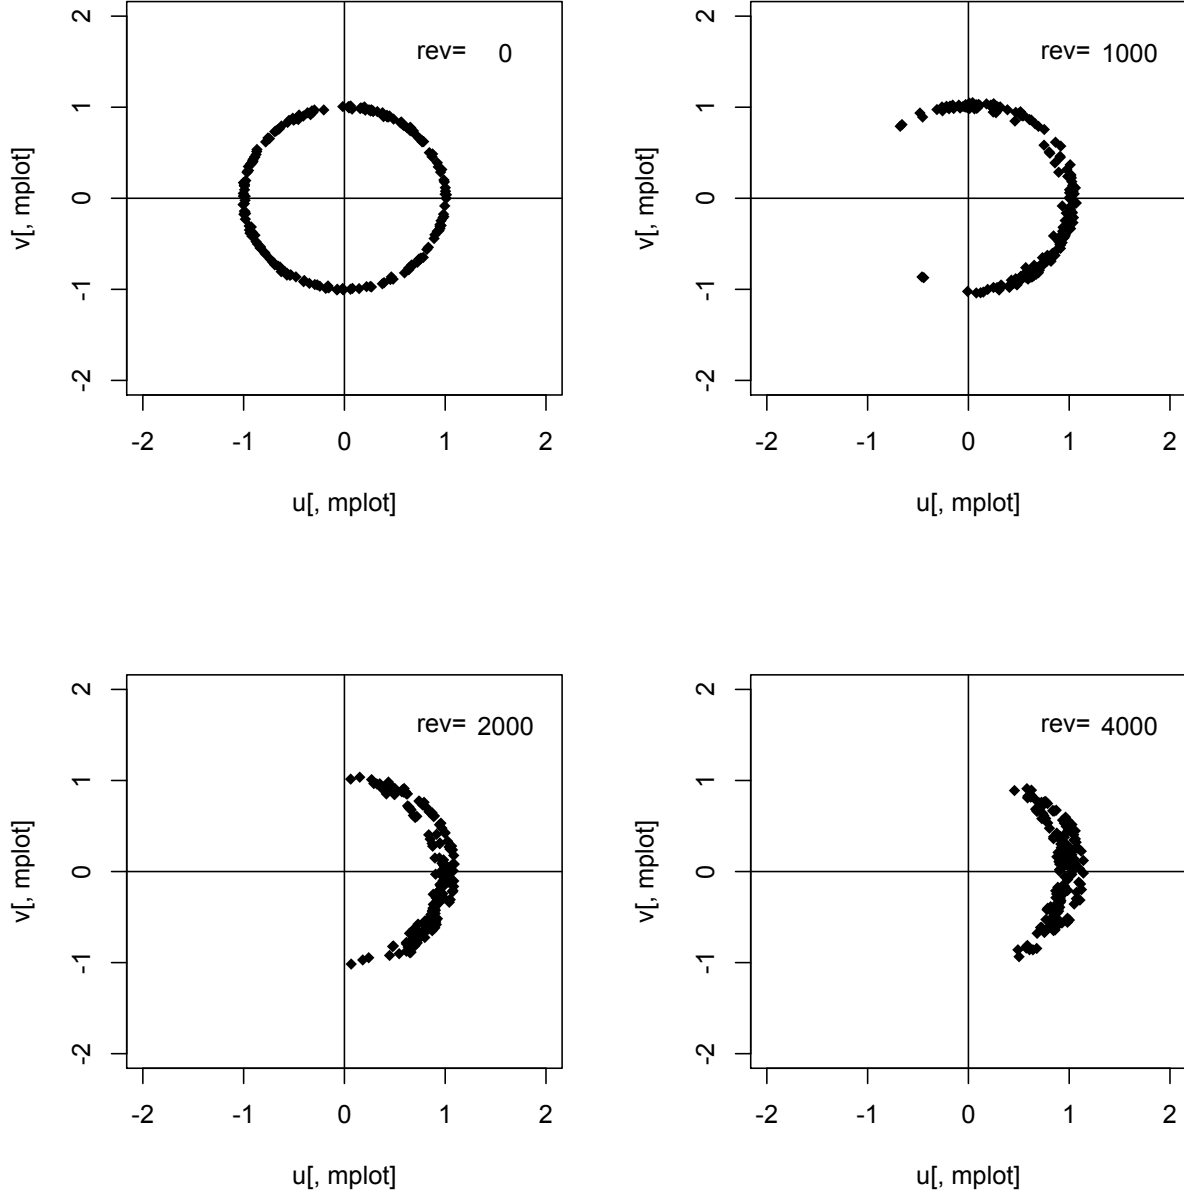 2
1
0
-1
-2
v[, mplot]
rev= 0
-2 -1 0 1 2
u[, mplot]
2
1
0
-1
-2
v[, mplot]
rev= 1000
-2 -1 0 1 2
u[, mplot]
2
1
0
-1
-2
v[, mplot]
rev= 2000
-2 -1 0 1 2
u[, mplot]
2
1
0
-1
-2
v[, mplot]
rev= 4000
-2 -1 0 1 2
u[, mplot]